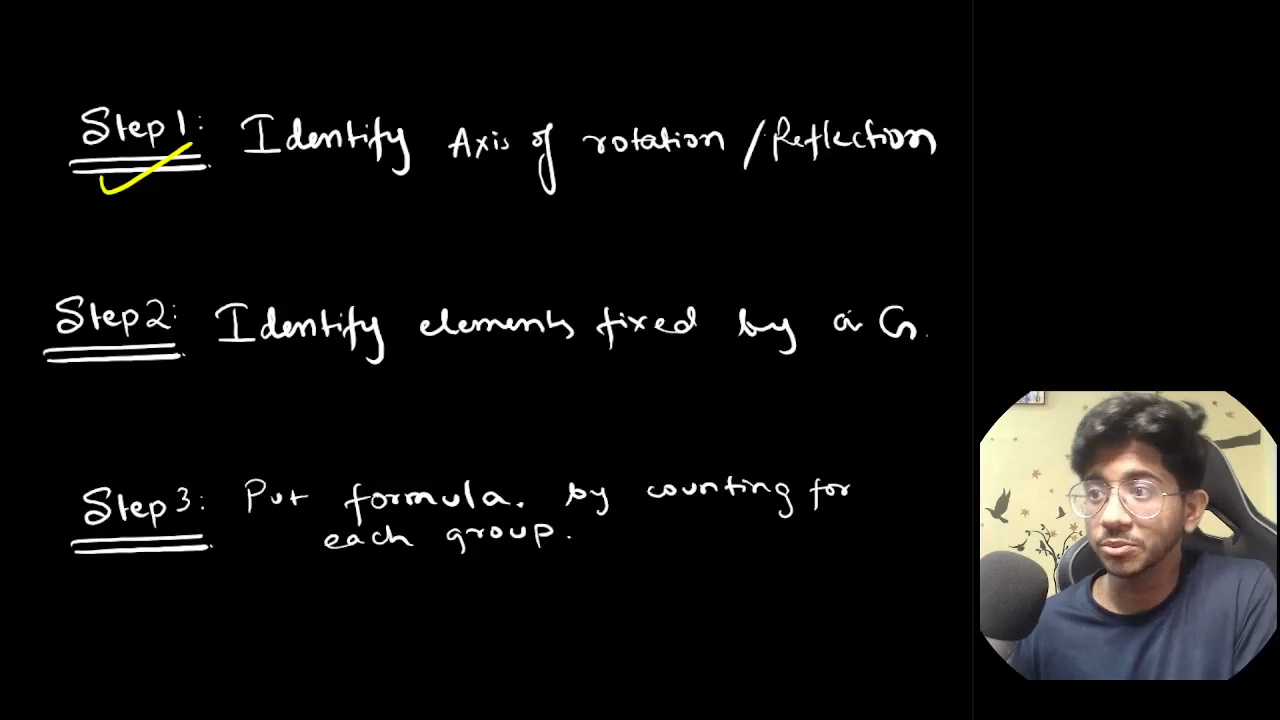 Step 1: Identify Axis of rotation / Reflection
Step 2: Identify elements fixed by a G.
Step 3: Put formula. by counting for
each group.